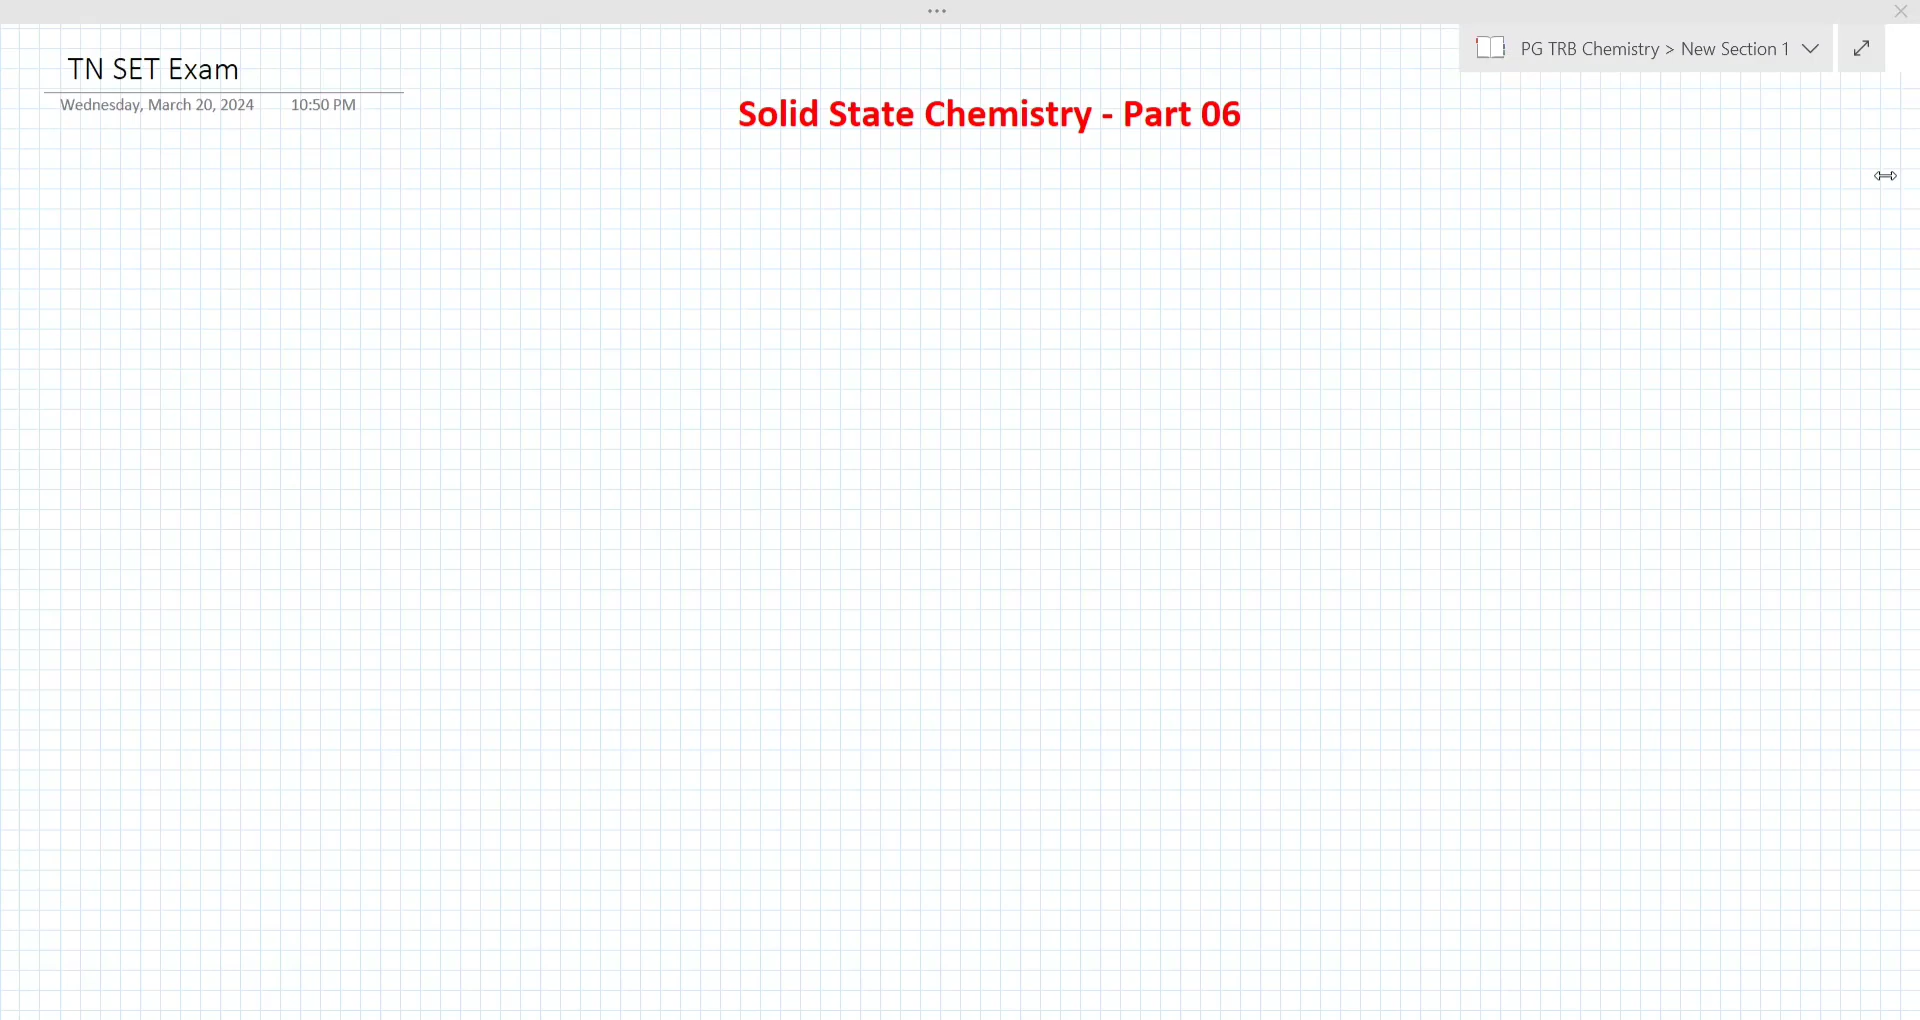 TN SET Exam
Wednesday, March 20, 2024 10:50 PM
PG TRB Chemistry > New Section 1
Solid State Chemistry - Part 06